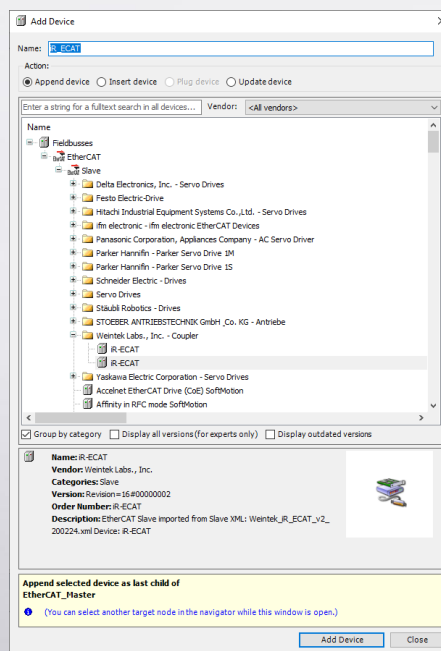 Add Device
Name: iR_ECAT
Action:
Append device Insert device Plug device Update device
Enter a string for a fulltext search in all devices... Vendor: <All vendors>
Name
Fieldbusses
EtherCAT
Slave
Delta Electronics, Inc. - Servo Drives
Festo Electric-Drive
Hitachi Industrial Equipment Systems Co.,Ltd. - Servo Drives
ifm electronic - ifm electronic EtherCAT Devices
Panasonic Corporation, Appliances Company - AC Servo Driver
Parker Hannifin - Parker Servo Drive 1M
Parker Hannifin - Parker Servo Drive 1S
Schneider Electric - Drives
Servo Drives
Stäubli Robotics - Drives
STOEBER ANTRIEBSTECHNIK GmbH _Co. KG - Antriebe
Weintek Labs., Inc. - Coupler
iR-ECAT
iR-ECAT
Yaskawa Electric Corporation - Servo Drives
Accelnet EtherCAT Drive (CoE) SoftMotion
Affinity in RFC mode SoftMotion
Group by category Display all versions(for experts only) Display outdated versions
Name: iR-ECAT
Vendor: Weintek Labs., Inc.
Categories: Slave
Version: Revision=16#00000002
Order Number: iR-ECAT
Description: EtherCAT Slave imported from Slave XML: Weintek_iR_ECAT_v2_
200224.xml Device: iR-ECAT
Append selected device as last child of
EtherCAT_Master
(You can select another target node in the navigator while this window is open.)
Add Device Close